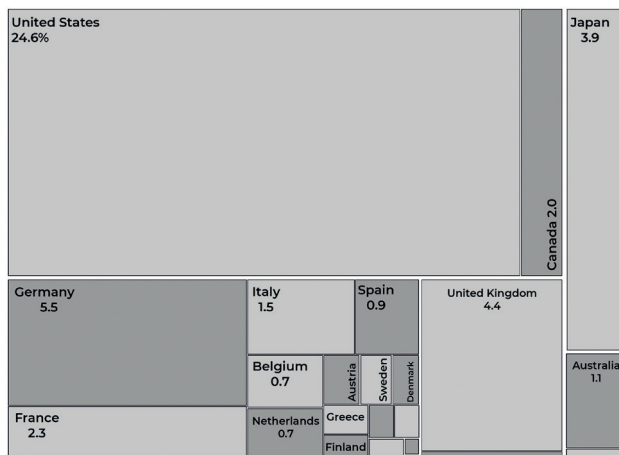 United States
24.6%
Canada 2.0
Japan
3.9
Germany
5.5
Italy
1.5
Spain
0.9
United Kingdom
4.4
Belgium
0.7
Austria
Sweden
Denmark
Australia
1.1
France
2.3
Netherlands
0.7
Greece
Finland